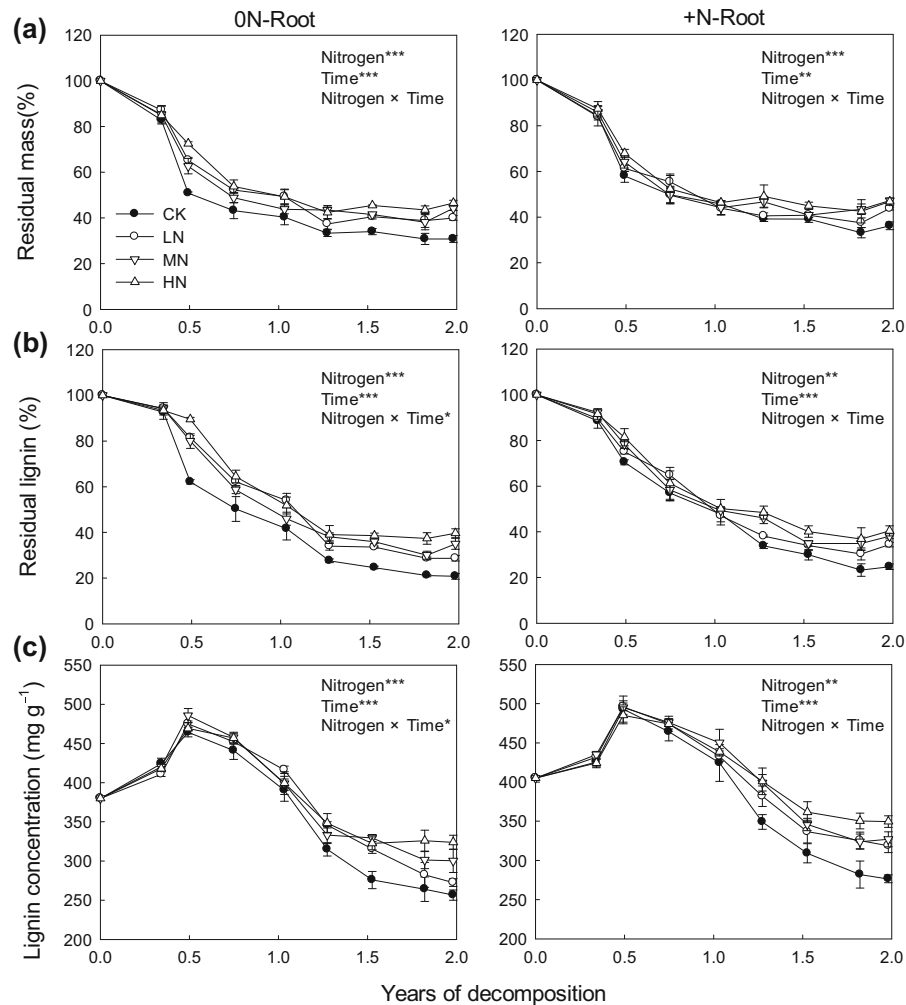 0N-Root
+N-Root
(a)
120
100
80
60
40
20
0
Residual mass(%)
Nitrogen***
Time***
Nitrogen × Time
CK
LN
MN
HN
0.0 0.5 1.0 1.5 2.0
120
100
80
60
40
20
0
Nitrogen***
Time**
Nitrogen × Time
0.0 0.5 1.0 1.5 2.0
(b)
120
100
80
60
40
20
0
Residual lignin (%)
Nitrogen***
Time***
Nitrogen × Time*
0.0 0.5 1.0 1.5 2.0
120
100
80
60
40
20
0
Nitrogen**
Time***
Nitrogen × Time
0.0 0.5 1.0 1.5 2.0
(c)
550
500
450
400
350
300
250
200
Lignin concentration (mg g⁻¹)
Nitrogen***
Time***
Nitrogen × Time*
0.0 0.5 1.0 1.5 2.0
550
500
450
400
350
300
250
200
Nitrogen**
Time***
Nitrogen × Time
0.0 0.5 1.0 1.5 2.0
Years of decomposition